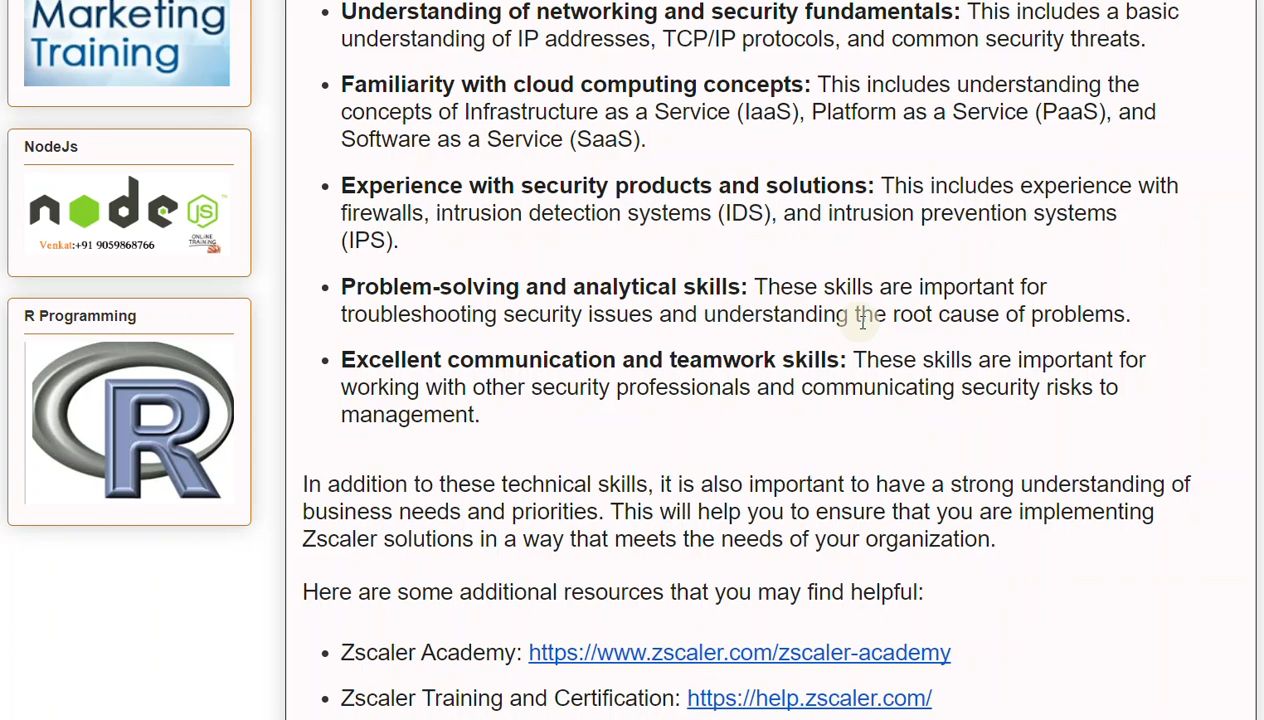 Marketing
Training
NodeJs
node
JS
TM
Venkat:+91 9059868766
ONLINE
TRAINING
R Programming
R
• Understanding of networking and security fundamentals: This includes a basic
understanding of IP addresses, TCP/IP protocols, and common security threats.
• Familiarity with cloud computing concepts: This includes understanding the
concepts of Infrastructure as a Service (IaaS), Platform as a Service (PaaS), and
Software as a Service (SaaS).
• Experience with security products and solutions: This includes experience with
firewalls, intrusion detection systems (IDS), and intrusion prevention systems
(IPS).
• Problem-solving and analytical skills: These skills are important for
troubleshooting security issues and understanding the root cause of problems.
• Excellent communication and teamwork skills: These skills are important for
working with other security professionals and communicating security risks to
management.
In addition to these technical skills, it is also important to have a strong understanding of
business needs and priorities. This will help you to ensure that you are implementing
Zscaler solutions in a way that meets the needs of your organization.
Here are some additional resources that you may find helpful:
• Zscaler Academy: https://www.zscaler.com/zscaler-academy
• Zscaler Training and Certification: https://help.zscaler.com/